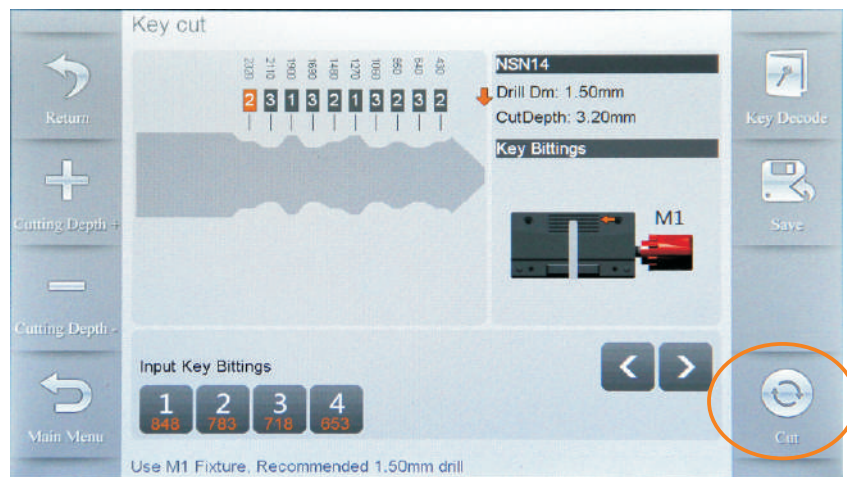 Key cut
Return
Cutting Depth +
Cutting Depth -
Main Menu
2320 2110 1900 1690 1480 1270 1060 850 640 430
2 3 1 3 2 1 3 2 3 2
NSN14
Drill Dm: 1.50mm
CutDepth: 3.20mm
Key Bittings
M1
Input Key Bittings
1 2 3 4
848 783 718 653
< >
Use M1 Fixture, Recommended 1.50mm drill
Key Decode
Save
Cut